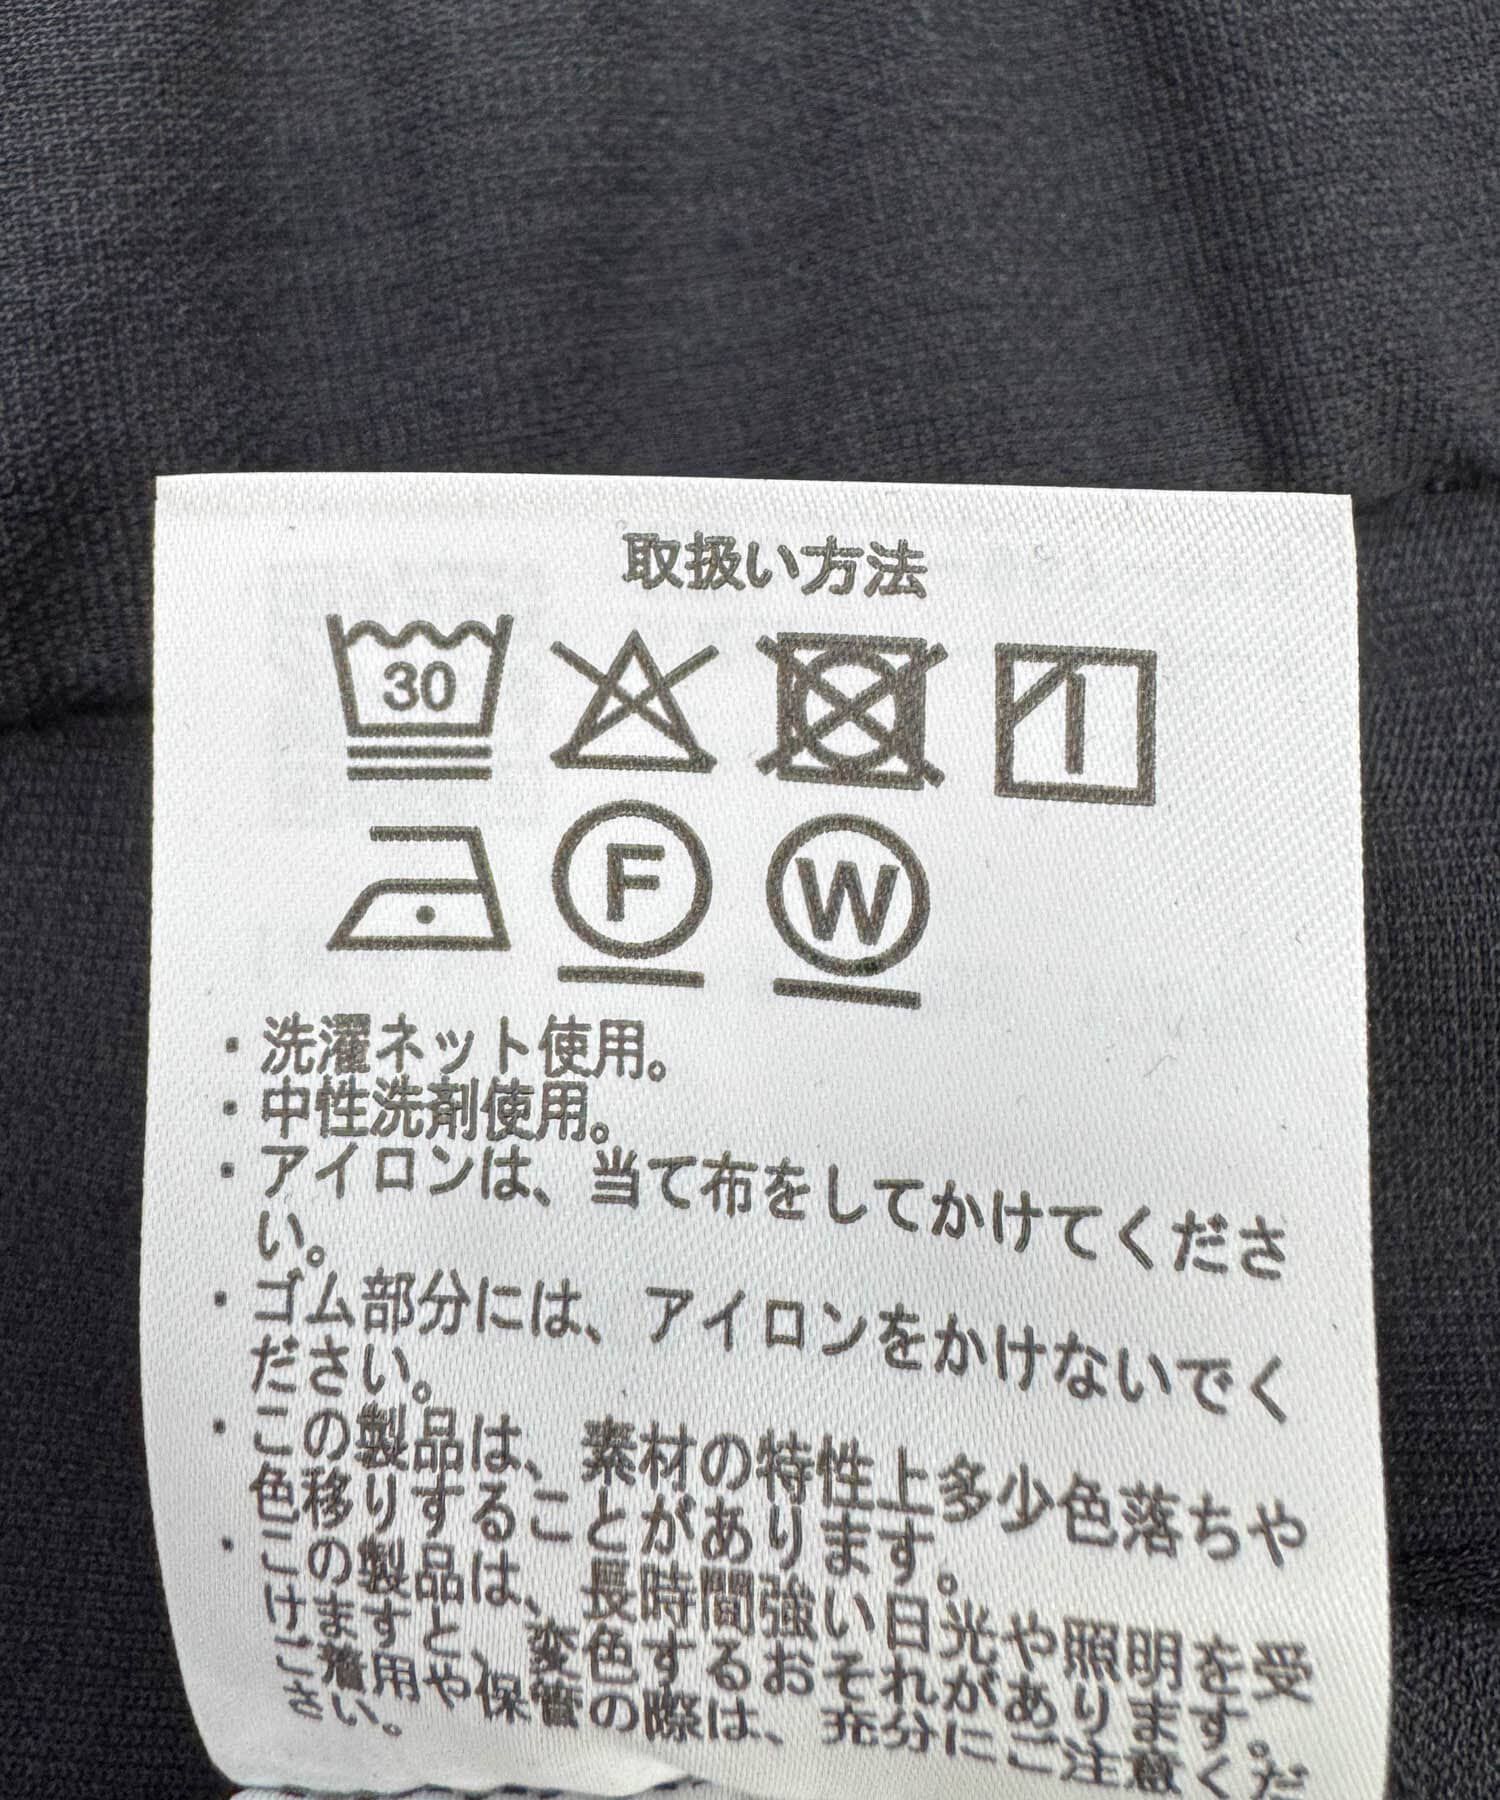 取扱い方法
30
F W
・洗濯ネット使用。
・中性洗剤使用。
・アイロンは、当て布をしてかけてくださ
い。
・ゴム部分には、アイロンをかけないでく
ださい。
・この製品は、素材の特性上多少色落ちや
色移りすることがあります。
・この製品は、長時間強い日光や照明を受
けますと、変色するおそれがあります。
ご着用や保管の際は、充分にご注意くだ
さい。